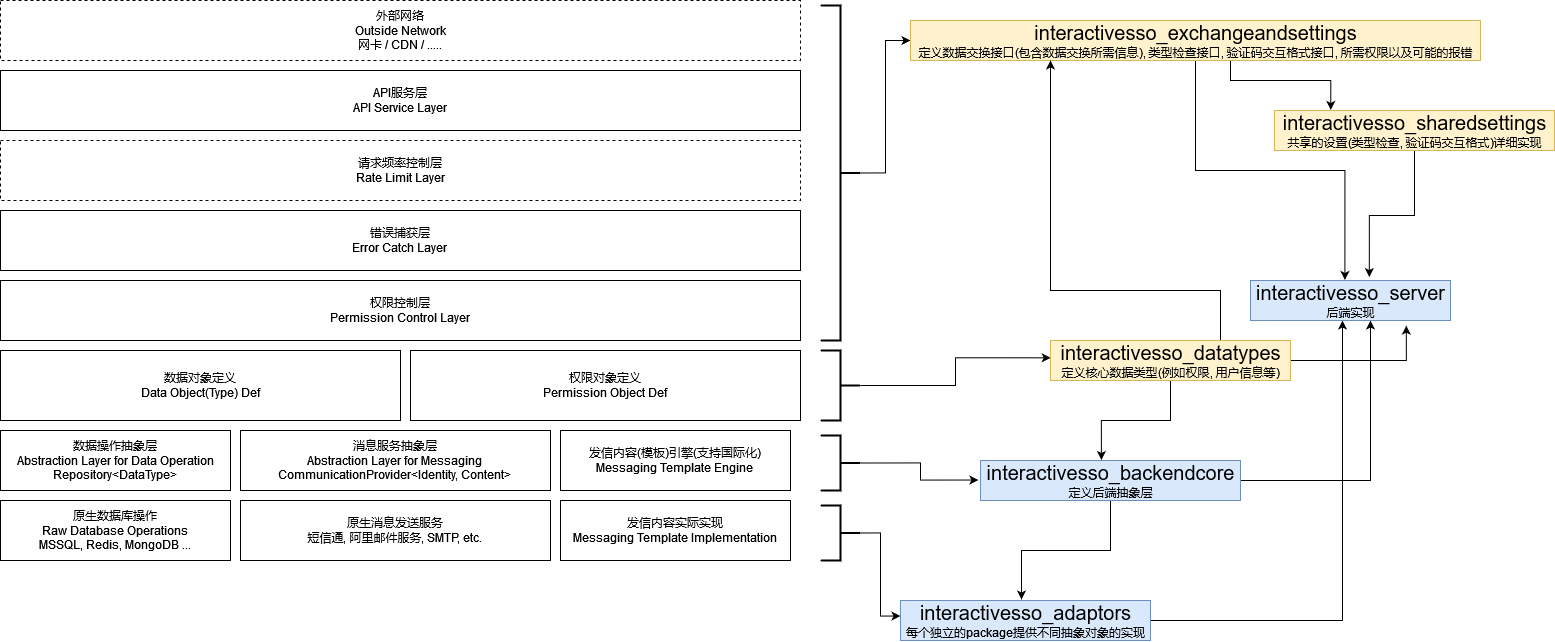 外部网络
Outside Network
网卡 / CDN / .....
API服务层
API Service Layer
请求频率控制层
Rate Limit Layer
错误捕获层
Error Catch Layer
权限控制层
Permission Control Layer
数据对象定义
Data Object(Type) Def
权限对象定义
Permission Object Def
数据操作抽象层
Abstraction Layer for Data Operation
Repository<DataType>
消息服务抽象层
Abstraction Layer for Messaging
CommunicationProvider<Identity, Content>
发信内容(模板)引擎(支持国际化)
Messaging Template Engine
原生数据库操作
Raw Database Operations
MSSQL, Redis, MongoDB ...
原生消息发送服务
短信通, 阿里邮件服务, SMTP, etc.
发信内容实际实现
Messaging Template Implementation
interactivesso_exchangeandsettings
定义数据交换接口(包含数据交换所需信息), 类型检查接口, 验证码交互格式接口, 所需权限以及可能的报错
interactivesso_sharedsettings
共享的设置(类型检查, 验证码交互格式)详细实现
interactivesso_server
后端实现
interactivesso_datatypes
定义核心数据类型(例如权限, 用户信息等)
interactivesso_backendcore
定义后端抽象层
interactivesso_adaptors
每个独立的package提供不同抽象对象的实现